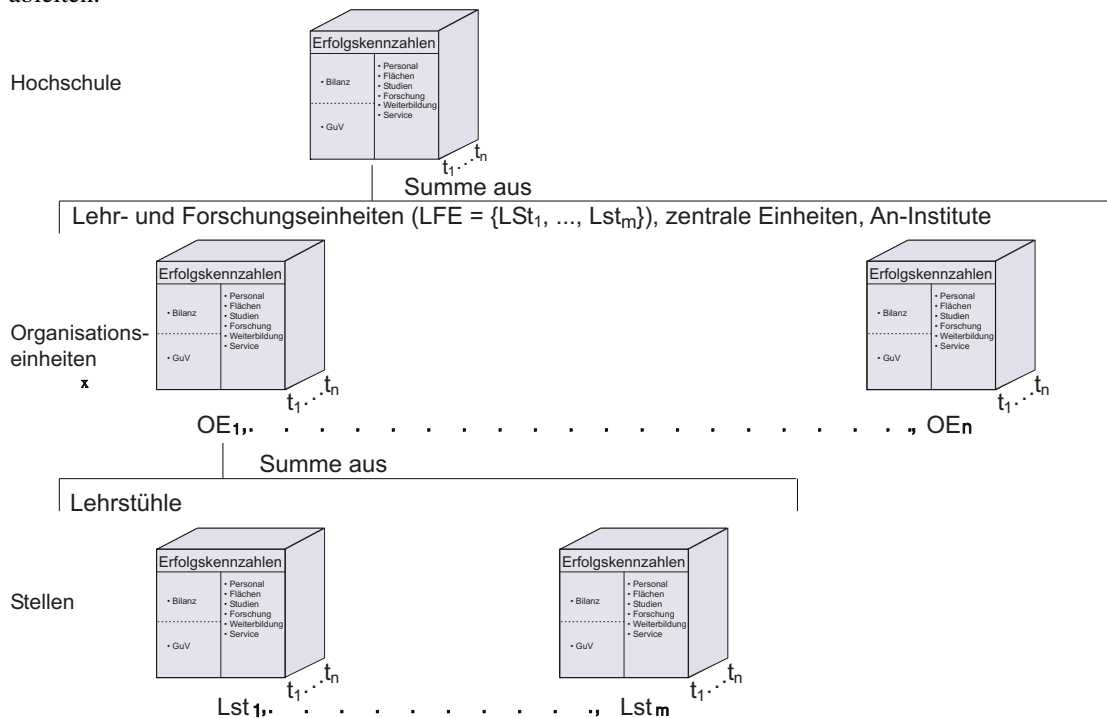 ableiten.
Erfolgskennzahlen
• Bilanz
• GuV
• Personal
• Flächen
• Studien
• Forschung
• Weiterbildung
• Service
Hochschule
t1...tn
Summe aus
Lehr- und Forschungseinheiten (LFE = {LSt1, ..., Lstm}), zentrale Einheiten, An-Institute
Erfolgskennzahlen
• Bilanz
• GuV
• Personal
• Flächen
• Studien
• Forschung
• Weiterbildung
• Service
t1...tn
Erfolgskennzahlen
• Bilanz
• GuV
• Personal
• Flächen
• Studien
• Forschung
• Weiterbildung
• Service
t1...tn
Organisations-
einheiten
x
OE1,. . . . . . . . . . . . . . . . . . . ., OEn
Summe aus
Lehrstühle
Erfolgskennzahlen
• Bilanz
• GuV
• Personal
• Flächen
• Studien
• Forschung
• Weiterbildung
• Service
t1...tn
Erfolgskennzahlen
• Bilanz
• GuV
• Personal
• Flächen
• Studien
• Forschung
• Weiterbildung
• Service
t1...tn
Stellen
Lst1,. . . . . . . . . ., Lstm